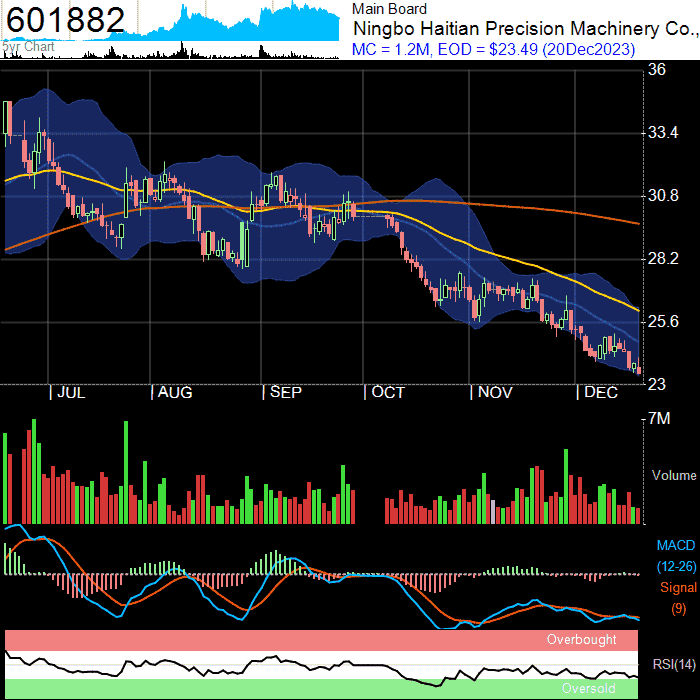 601882
5yr Chart
Main Board
Ningbo Haitian Precision Machinery Co.,
MC = 1.2M, EOD = $23.49 (20Dec2023)
36
33.4
30.8
28.2
25.6
23
JUL
AUG
SEP
OCT
NOV
DEC
7M
Volume
MACD
(12-26)
Signal
(9)
Overbought
RSI(14)
Oversold